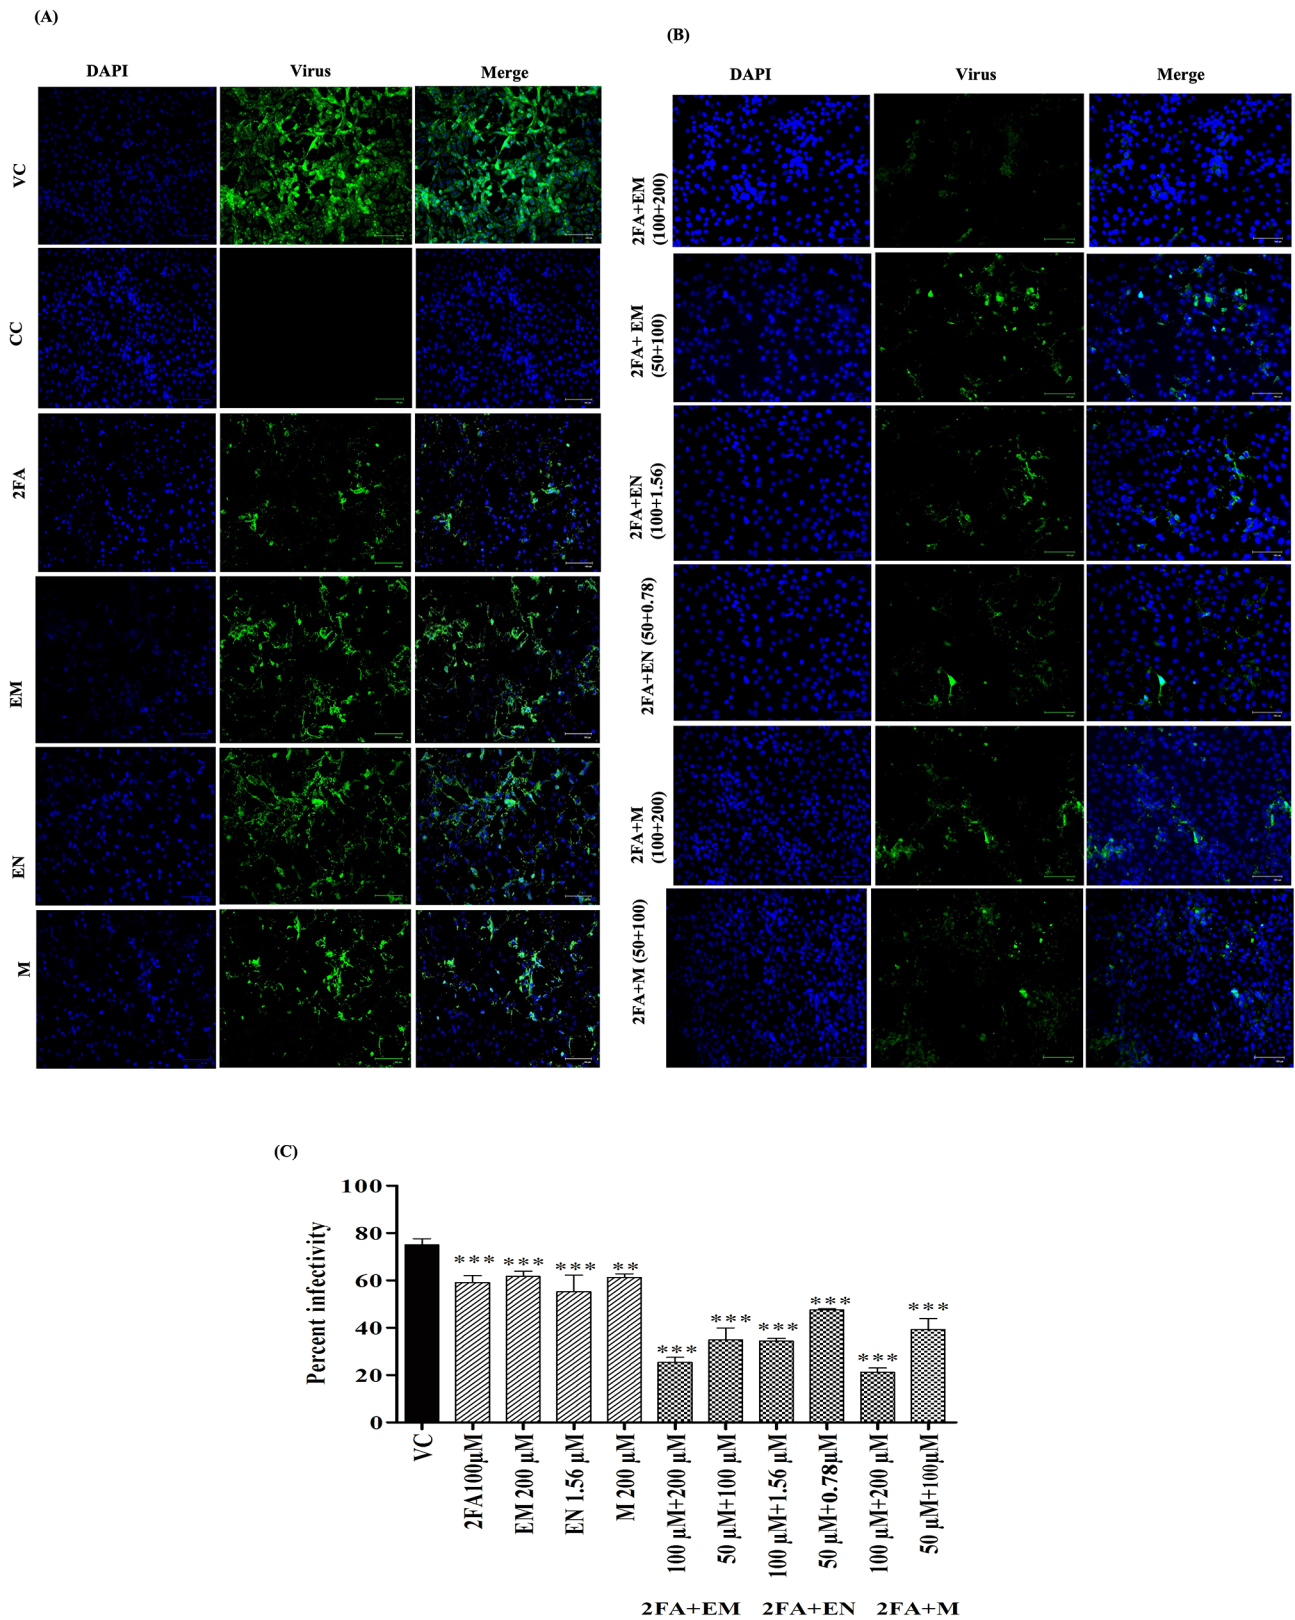 (A)
DAPI Virus Merge
VC
CC
2FA
EM
EN
M
(B)
DAPI Virus Merge
2FA+EM
(100+200)
2FA+ EM
(50+100)
2FA+EN
(100+1.56)
2FA+EN (50+0.78)
2FA+M
(100+200)
2FA+M (50+100)
(C)
Percent infectivity
100
80
60
40
20
0
*** *** *** ** *** *** *** *** *** ***
VC
2FA100µM
EM 200 µM
EN 1.56 µM
M 200 µM
100 µM+200 µM
50 µM+100 µM
100 µM+1.56 µM
50 µM+0.78µM
100 µM+200 µM
50 µM+100µM
2FA+EM 2FA+EN 2FA+M